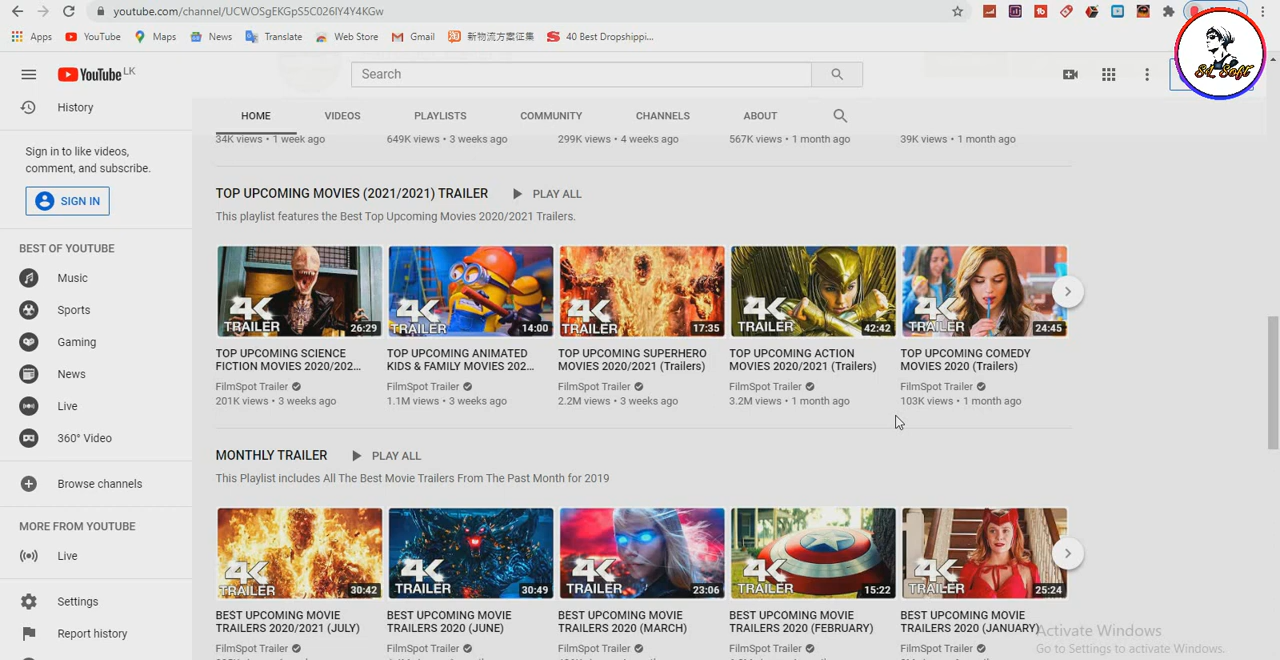 youtube.com/channel/UCWOSgEKGpS5C026lY4Y4KGw
Apps YouTube Maps News Translate Web Store Gmail 新物流方案征集 40 Best Dropshippi...
YouTube LK
Search
SL Soft
History
HOME VIDEOS PLAYLISTS COMMUNITY CHANNELS ABOUT
34K views • 1 week ago
649K views • 3 weeks ago
299K views • 4 weeks ago
567K views • 1 month ago
39K views • 1 month ago
Sign in to like videos,
comment, and subscribe.
SIGN IN
BEST OF YOUTUBE
Music
Sports
Gaming
News
Live
360° Video
Browse channels
MORE FROM YOUTUBE
Live
Settings
Report history
TOP UPCOMING MOVIES (2021/2021) TRAILER PLAY ALL
This playlist features the Best Top Upcoming Movies 2020/2021 Trailers.
4K
TRAILER
26:29
4K
TRAILER
14:00
4K
TRAILER
17:35
4K
TRAILER
42:42
4K
TRAILER
24:45
TOP UPCOMING SCIENCE
FICTION MOVIES 2020/202...
FilmSpot Trailer
201K views • 3 weeks ago
TOP UPCOMING ANIMATED
KIDS & FAMILY MOVIES 202...
FilmSpot Trailer
1.1M views • 3 weeks ago
TOP UPCOMING SUPERHERO
MOVIES 2020/2021 (Trailers)
FilmSpot Trailer
2.2M views • 3 weeks ago
TOP UPCOMING ACTION
MOVIES 2020/2021 (Trailers)
FilmSpot Trailer
3.2M views • 1 month ago
TOP UPCOMING COMEDY
MOVIES 2020 (Trailers)
FilmSpot Trailer
103K views • 1 month ago
MONTHLY TRAILER PLAY ALL
This Playlist includes All The Best Movie Trailers From The Past Month for 2019
4K
TRAILER
30:42
4K
TRAILER
30:49
4K
TRAILER
23:06
4K
TRAILER
15:22
4K
TRAILER
25:24
BEST UPCOMING MOVIE
TRAILERS 2020/2021 (JULY)
FilmSpot Trailer
BEST UPCOMING MOVIE
TRAILERS 2020 (JUNE)
FilmSpot Trailer
BEST UPCOMING MOVIE
TRAILERS 2020 (MARCH)
FilmSpot Trailer
BEST UPCOMING MOVIE
TRAILERS 2020 (FEBRUARY)
FilmSpot Trailer
BEST UPCOMING MOVIE
TRAILERS 2020 (JANUARY)
FilmSpot Trailer
Activate Windows
Go to Settings to activate Windows.